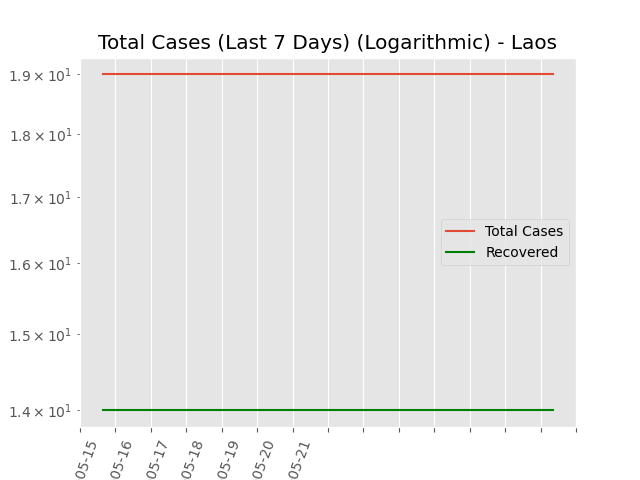 Total Cases (Last 7 Days) (Logarithmic) - Laos
1.9 × 10¹
1.8 × 10¹
1.7 × 10¹
1.6 × 10¹
1.5 × 10¹
1.4 × 10¹
Total Cases
Recovered
05-15
05-16
05-17
05-18
05-19
05-20
05-21